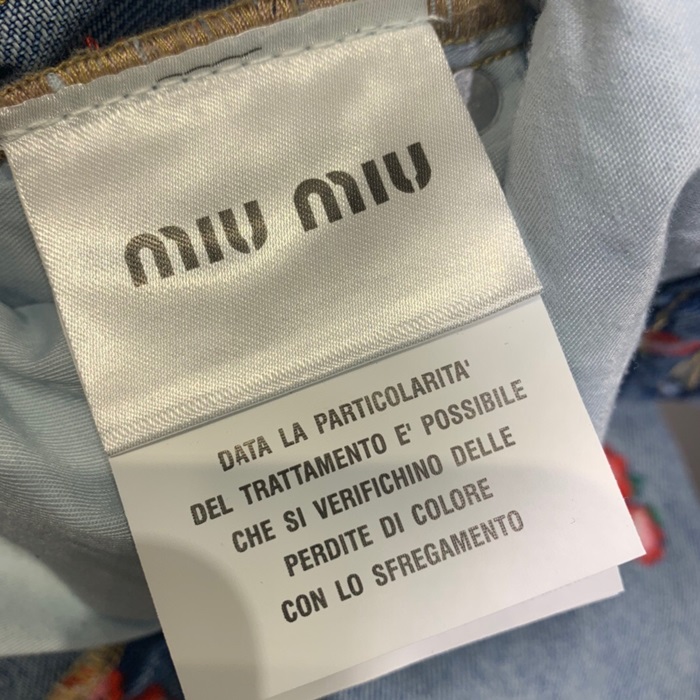 MIU MIU
DATA LA PARTICOLARITA'
DEL TRATTAMENTO E' POSSIBILE
CHE SI VERIFICHINO DELLE
PERDITE DI COLORE
CON LO SFREGAMENTO